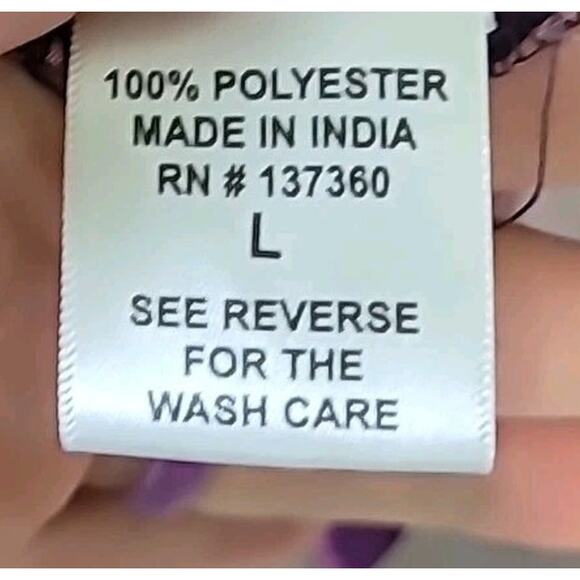 100% POLYESTER
MADE IN INDIA
RN # 137360
L
SEE REVERSE
FOR THE
WASH CARE